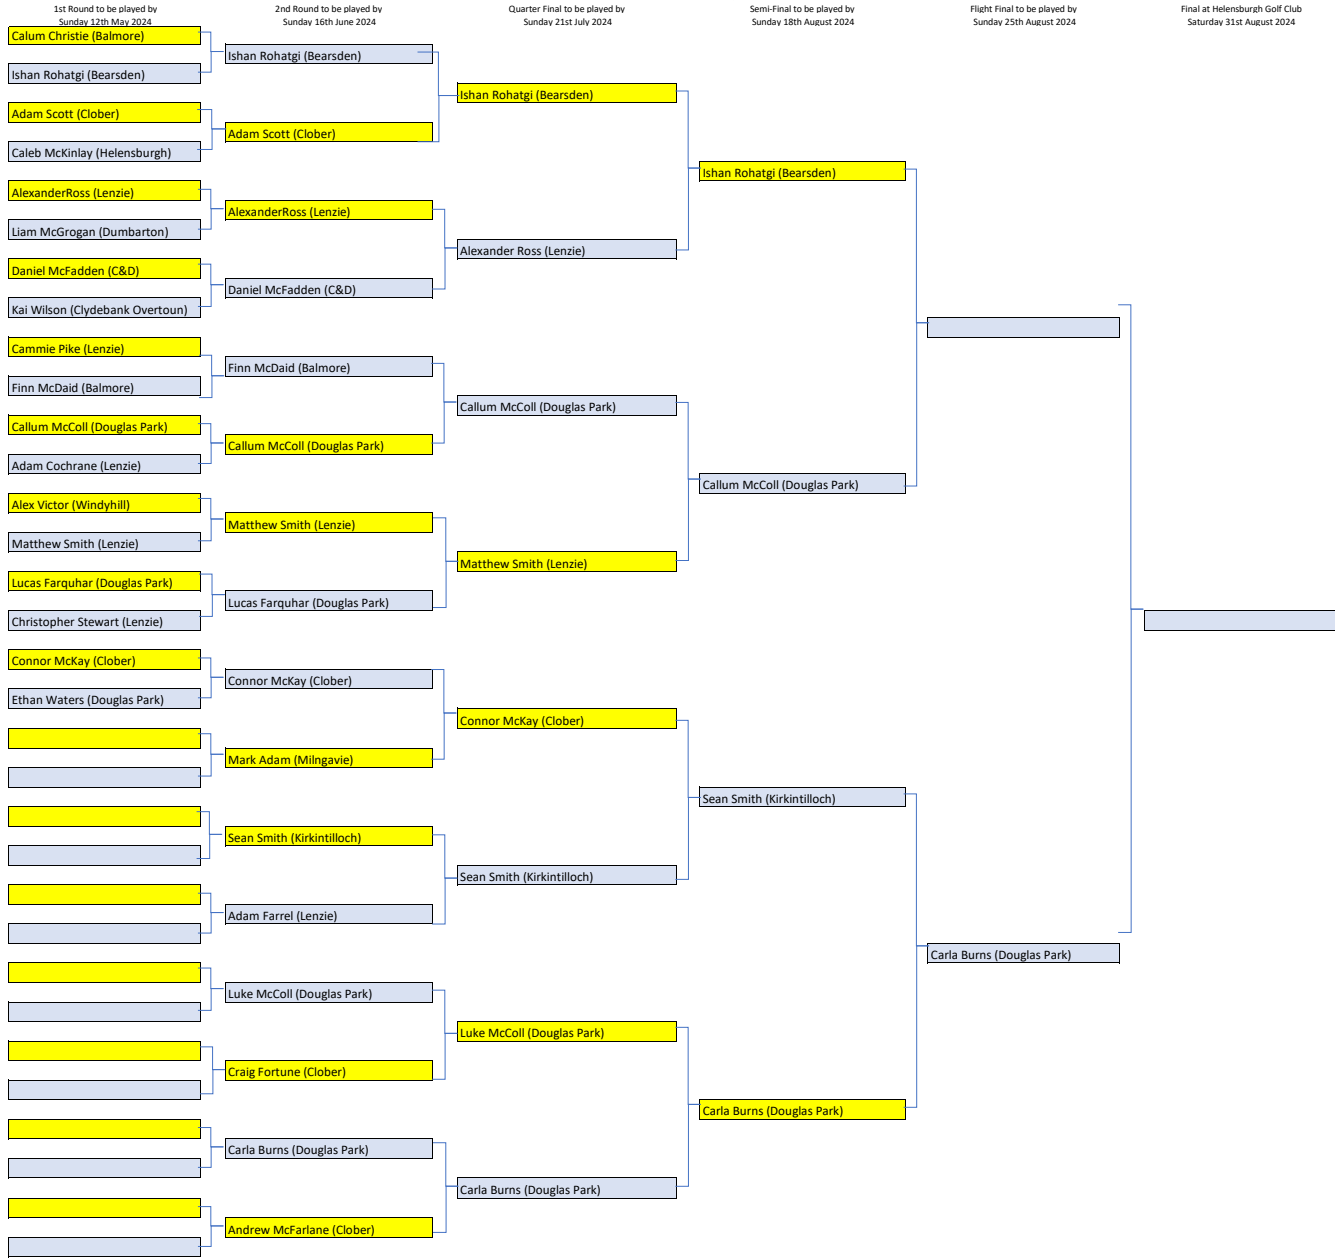 1st Round to be played by
Sunday 12th May 2024
2nd Round to be played by
Sunday 16th June 2024
Quarter Final to be played by
Sunday 21st July 2024
Semi-Final to be played by
Sunday 18th August 2024
Flight Final to be played by
Sunday 25th August 2024
Final at Helensburgh Golf Club
Saturday 31st August 2024
Calum Christie (Balmore)
Ishan Rohatgi (Bearsden)
Adam Scott (Clober)
Caleb McKinlay (Helensburgh)
AlexanderRoss (Lenzie)
Liam McGrogan (Dumbarton)
Daniel McFadden (C&D)
Kai Wilson (Clydebank Overtoun)
Cammie Pike (Lenzie)
Finn McDaid (Balmore)
Callum McColl (Douglas Park)
Adam Cochrane (Lenzie)
Alex Victor (Windyhill)
Matthew Smith (Lenzie)
Lucas Farquhar (Douglas Park)
Christopher Stewart (Lenzie)
Connor McKay (Clober)
Ethan Waters (Douglas Park)
Ishan Rohatgi (Bearsden)
Adam Scott (Clober)
AlexanderRoss (Lenzie)
Daniel McFadden (C&D)
Finn McDaid (Balmore)
Callum McColl (Douglas Park)
Matthew Smith (Lenzie)
Lucas Farquhar (Douglas Park)
Connor McKay (Clober)
Mark Adam (Milngavie)
Sean Smith (Kirkintilloch)
Adam Farrel (Lenzie)
Luke McColl (Douglas Park)
Craig Fortune (Clober)
Carla Burns (Douglas Park)
Andrew McFarlane (Clober)
Ishan Rohatgi (Bearsden)
Alexander Ross (Lenzie)
Callum McColl (Douglas Park)
Matthew Smith (Lenzie)
Connor McKay (Clober)
Sean Smith (Kirkintilloch)
Luke McColl (Douglas Park)
Carla Burns (Douglas Park)
Ishan Rohatgi (Bearsden)
Callum McColl (Douglas Park)
Sean Smith (Kirkintilloch)
Carla Burns (Douglas Park)
Carla Burns (Douglas Park)